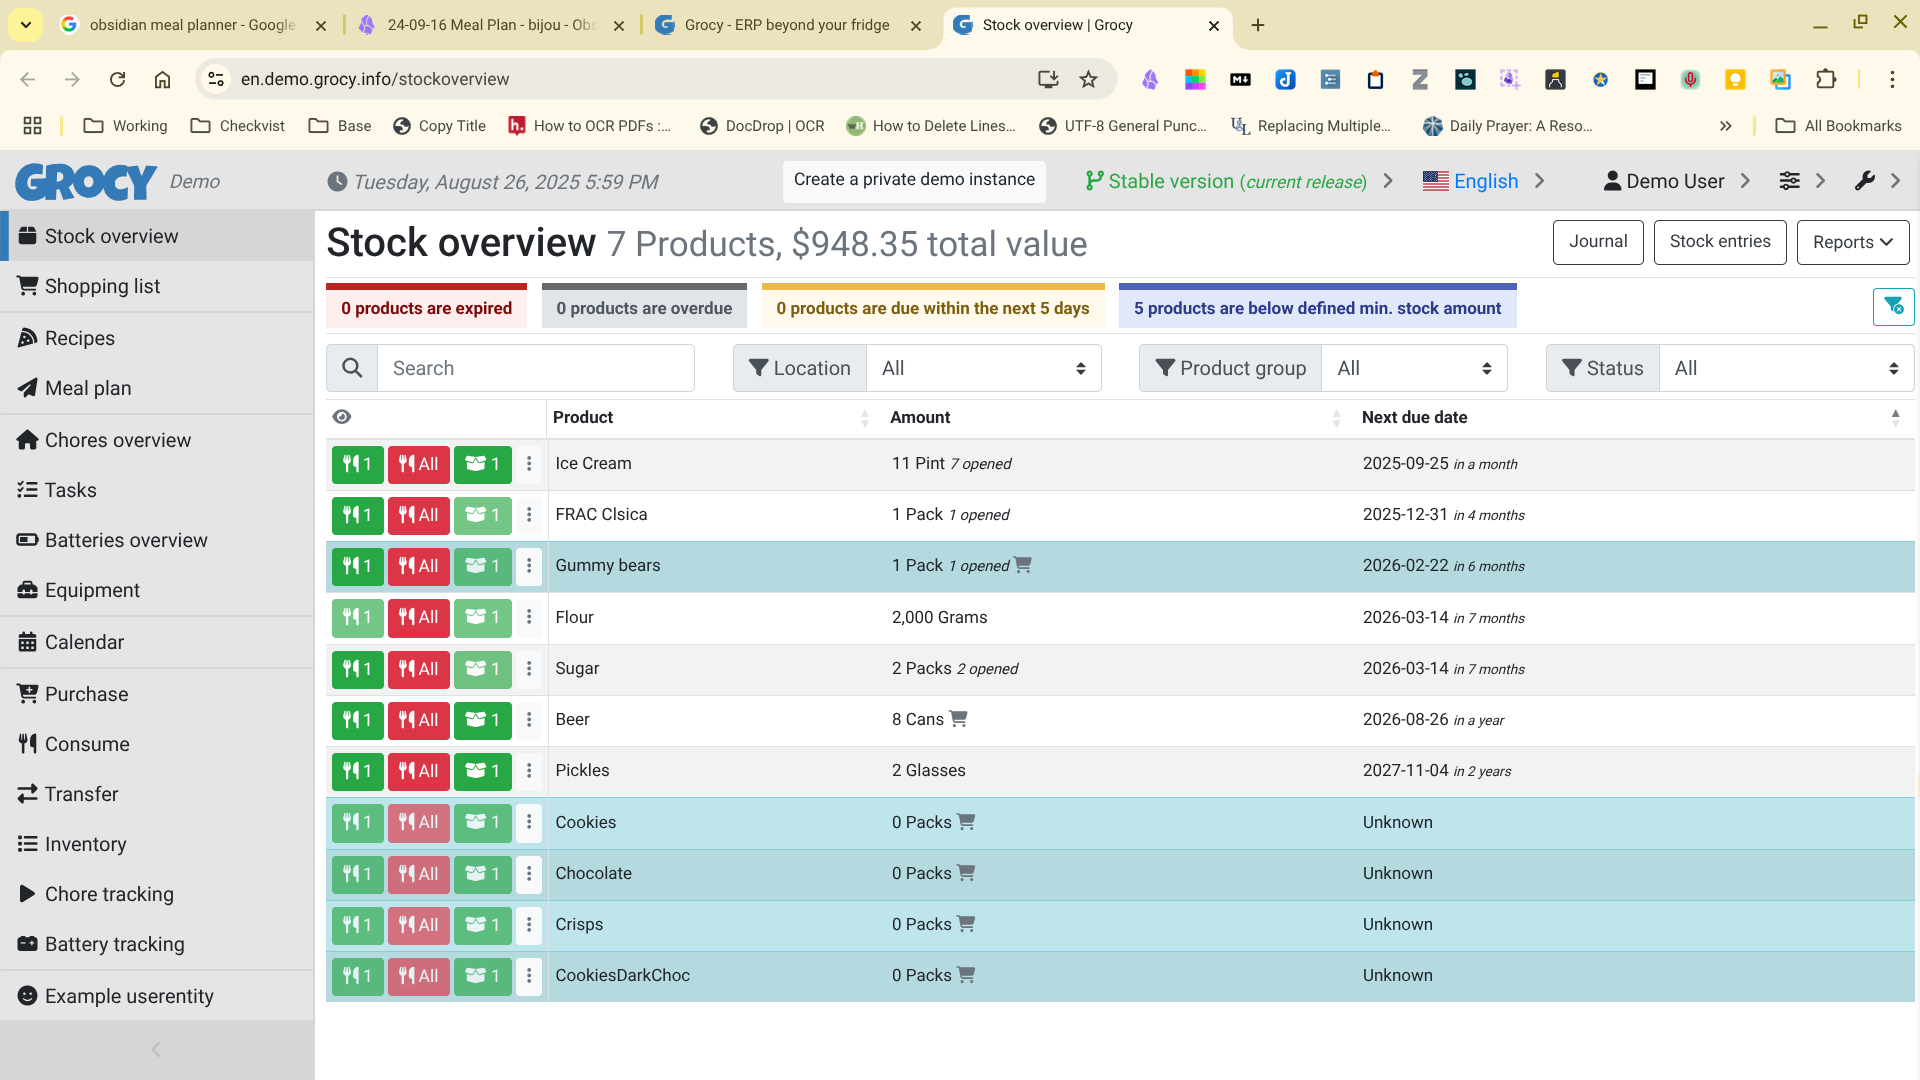 obsidian meal planner - Google
24-09-16 Meal Plan - bijou - Obs
Grocy - ERP beyond your fridge
Stock overview | Grocy
en.demo.grocy.info/stockoverview
Working
Checkvist
Base
Copy Title
How to OCR PDFs :...
DocDrop | OCR
How to Delete Lines...
UTF-8 General Punc...
Replacing Multiple...
Daily Prayer: A Reso...
All Bookmarks
GROCY Demo
Tuesday, August 26, 2025 5:59 PM
Create a private demo instance
Stable version (current release)
English
Demo User
Stock overview
Shopping list
Recipes
Meal plan
Chores overview
Tasks
Batteries overview
Equipment
Calendar
Purchase
Consume
Transfer
Inventory
Chore tracking
Battery tracking
Example userentity
Stock overview 7 Products, $948.35 total value
Journal
Stock entries
Reports
0 products are expired
0 products are overdue
0 products are due within the next 5 days
5 products are below defined min. stock amount
Search
Location All
Product group All
Status All
Product Amount Next due date
1 All 1 Ice Cream 11 Pint 7 opened 2025-09-25 in a month
1 All 1 FRAC Clsica 1 Pack 1 opened 2025-12-31 in 4 months
1 All 1 Gummy bears 1 Pack 1 opened 2026-02-22 in 6 months
1 All 1 Flour 2,000 Grams 2026-03-14 in 7 months
1 All 1 Sugar 2 Packs 2 opened 2026-03-14 in 7 months
1 All 1 Beer 8 Cans 2026-08-26 in a year
1 All 1 Pickles 2 Glasses 2027-11-04 in 2 years
1 All 1 Cookies 0 Packs Unknown
1 All 1 Chocolate 0 Packs Unknown
1 All 1 Crisps 0 Packs Unknown
1 All 1 CookiesDarkChoc 0 Packs Unknown